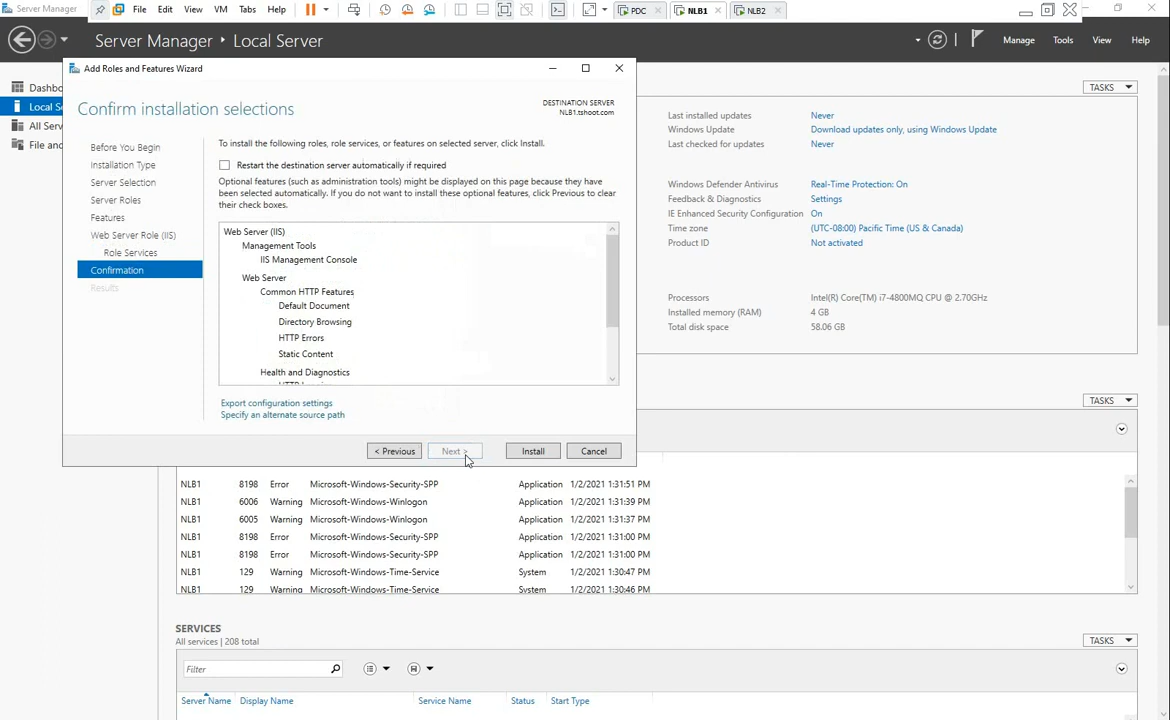 Server Manager
File Edit View VM Tabs Help
PDC
NLB1
NLB2
Server Manager Local Server
Manage Tools View Help
Dashbo
Local Se
All Serv
File and
TASKS
Last installed updates Never
Windows Update Download updates only, using Windows Update
Last checked for updates Never
Windows Defender Antivirus Real-Time Protection: On
Feedback & Diagnostics Settings
IE Enhanced Security Configuration On
Time zone (UTC-08:00) Pacific Time (US & Canada)
Product ID Not activated
Processors Intel(R) Core(TM) i7-4800MQ CPU @ 2.70GHz
Installed memory (RAM) 4 GB
Total disk space 58.06 GB
TASKS
Add Roles and Features Wizard
Confirm installation selections
DESTINATION SERVER
NLB1.tshoot.com
Before You Begin
Installation Type
Server Selection
Server Roles
Features
Web Server Role (IIS)
Role Services
Confirmation
Results
To install the following roles, role services, or features on selected server, click Install.
Restart the destination server automatically if required
Optional features (such as administration tools) might be displayed on this page because they have
been selected automatically. If you do not want to install these optional features, click Previous to clear
their check boxes.
Web Server (IIS)
Management Tools
IIS Management Console
Web Server
Common HTTP Features
Default Document
Directory Browsing
HTTP Errors
Static Content
Health and Diagnostics
Export configuration settings
Specify an alternate source path
< Previous Next > Install Cancel
NLB1 8198 Error Microsoft-Windows-Security-SPP Application 1/2/2021 1:31:51 PM
NLB1 6006 Warning Microsoft-Windows-Winlogon Application 1/2/2021 1:31:39 PM
NLB1 6005 Warning Microsoft-Windows-Winlogon Application 1/2/2021 1:31:37 PM
NLB1 8198 Error Microsoft-Windows-Security-SPP Application 1/2/2021 1:31:00 PM
NLB1 8198 Error Microsoft-Windows-Security-SPP Application 1/2/2021 1:31:00 PM
NLB1 129 Warning Microsoft-Windows-Time-Service System 1/2/2021 1:30:47 PM
NLB1 129 Warning Microsoft-Windows-Time-Service System 1/2/2021 1:30:46 PM
SERVICES
All services | 208 total
TASKS
Filter
Server Name Display Name Service Name Status Start Type